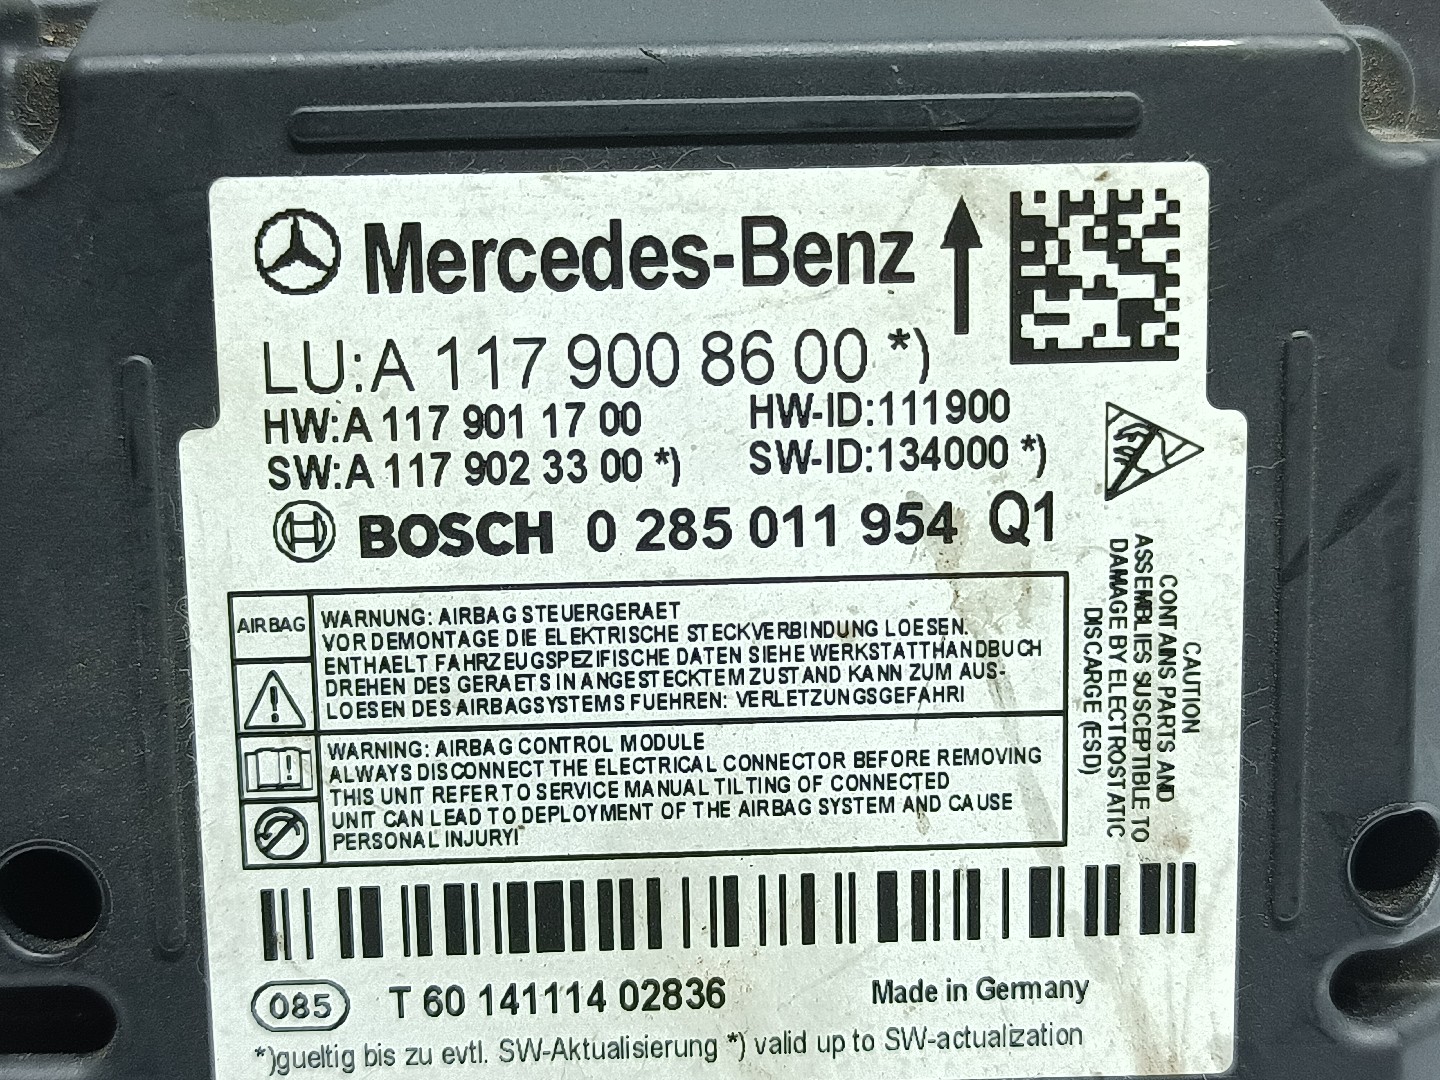 Mercedes-Benz
LU:A 117 900 86 00 *)
HW:A 117 901 17 00 HW-ID:111900
SW:A 117 902 33 00 *) SW-ID:134000 *)
BOSCH 0 285 011 954 Q1
AIRBAG
WARNUNG: AIRBAG STEUERGERAET
VOR DEMONTAGE DIE ELEKTRISCHE STECKVERBINDUNG LOESEN.
ENTHAELT FAHRZEUGSPEZIFISCHE DATEN SIEHE WERKSTATTHANDBUCH
DREHEN DES GERAETS IN ANGESTECKTEM ZUSTAND KANN ZUM AUS-
LOESEN DES AIRBAGSYSTEMS FUEHREN: VERLETZUNGSGEFAHR!
WARNING: AIRBAG CONTROL MODULE
ALWAYS DISCONNECT THE ELECTRICAL CONNECTOR BEFORE REMOVING
THIS UNIT REFER TO SERVICE MANUAL TILTING OF CONNECTED
UNIT CAN LEAD TO DEPLOYMENT OF THE AIRBAG SYSTEM AND CAUSE
PERSONAL INJURY!
CAUTION
CONTAINS PARTS AND
ASSEMBLIES SUSCEPTIBLE TO
DAMAGE BY ELECTROSTATIC
DISCARGE (ESD)
085 T 60 141114 02836 Made in Germany
*)gueltig bis zu evtl. SW-Aktualisierung *) valid up to SW-actualization